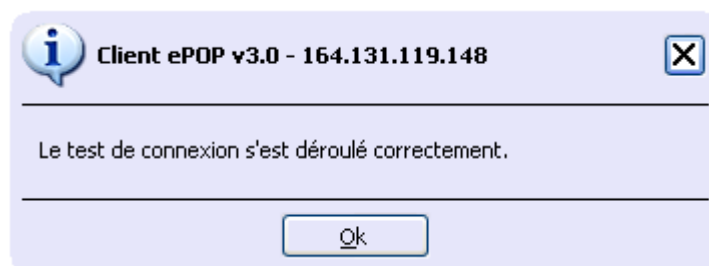 Client ePOP v3.0 - 164.131.119.148
Le test de connexion s'est déroulé correctement.
Ok